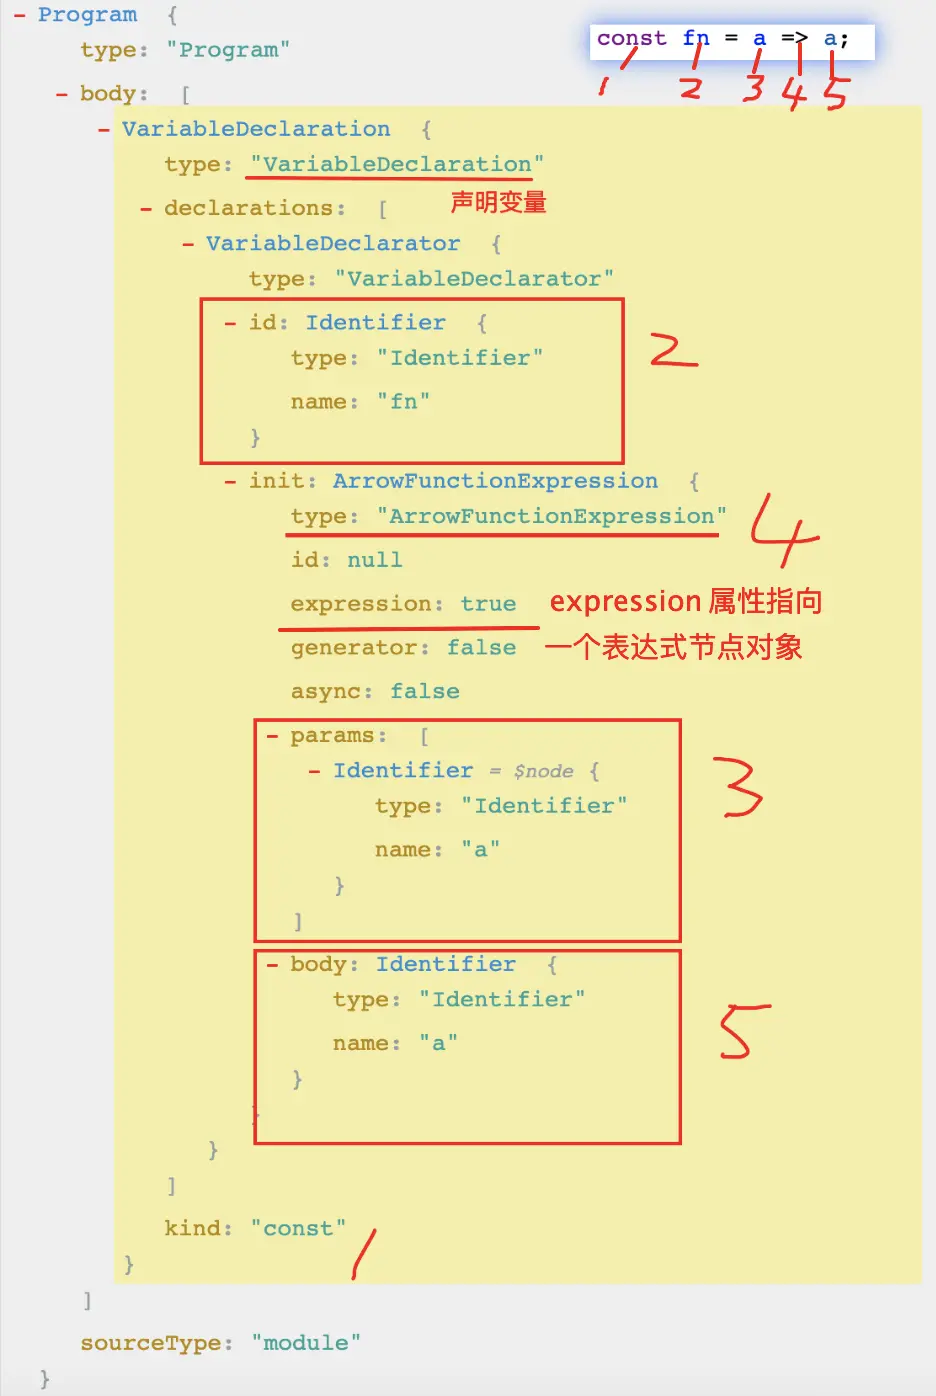 - Program {
const fn = a => a;
type: "Program"
1 2 3 4 5
- body: [
- VariableDeclaration {
type: "VariableDeclaration"
- declarations: [ 声明变量
- VariableDeclarator {
type: "VariableDeclarator"
- id: Identifier {
2
type: "Identifier"
name: "fn"
}
- init: ArrowFunctionExpression {
type: "ArrowFunctionExpression"
4
id: null
expression: true expression 属性指向
generator: false 一个表达式节点对象
async: false
- params: [
- Identifier = $node {
3
type: "Identifier"
name: "a"
}
]
- body: Identifier {
type: "Identifier"
5
name: "a"
}
}
}
]
kind: "const" 1
}
]
sourceType: "module"
}